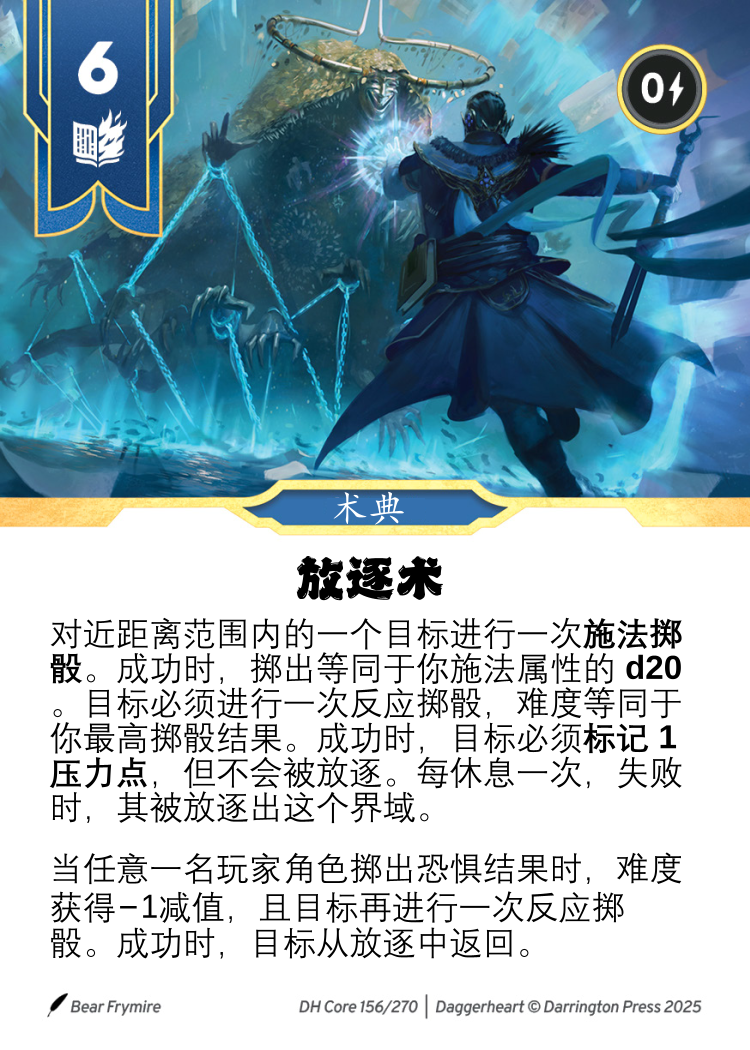 6
0
术典
放逐术
对近距离范围内的一个目标进行一次施法掷
骰。成功时，掷出等同于你施法属性的 d20
。目标必须进行一次反应掷骰，难度等同于
你最高掷骰结果。成功时，目标必须标记 1
压力点，但不会被放逐。每休息一次，失败
时，其被放逐出这个界域。
当任意一名玩家角色掷出恐惧结果时，难度
获得−1减值，且目标再进行一次反应掷
骰。成功时，目标从放逐中返回。
Bear Frymire
DH Core 156/270 | Daggerheart © Darrington Press 2025